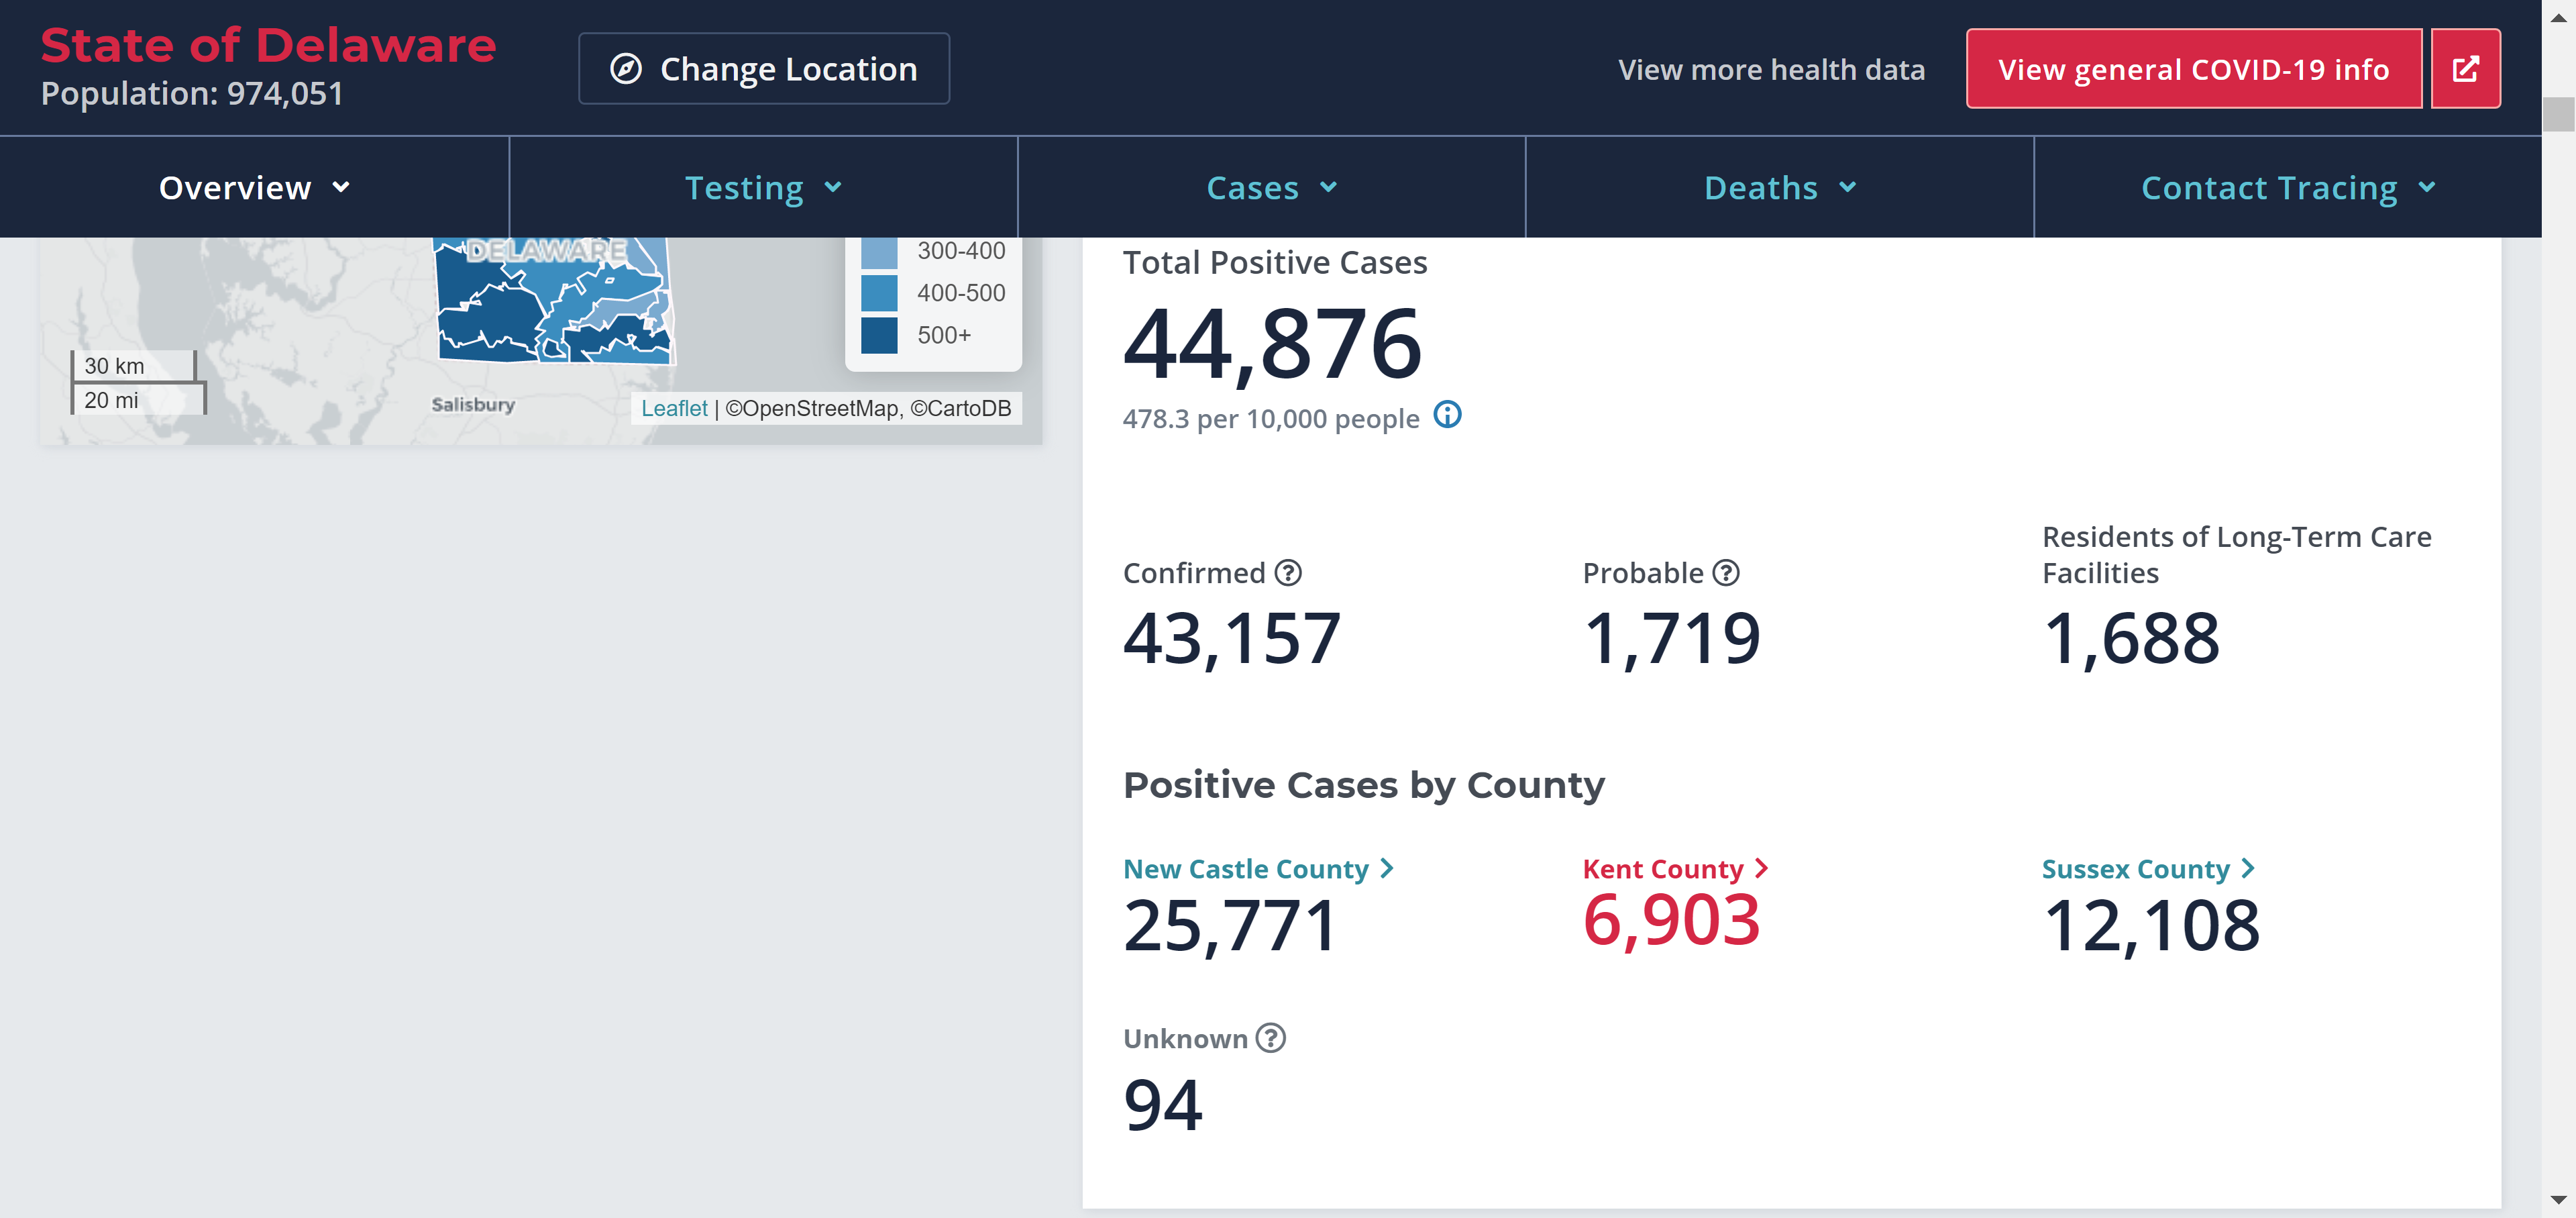 State of Delaware
Population: 974,051
Change Location
View more health data
View general COVID-19 info
Overview
Testing
Cases
Deaths
Contact Tracing
DELAWARE
300-400
400-500
500+
30 km
20 mi
Salisbury
Leaflet | ©OpenStreetMap, ©CartoDB
Total Positive Cases
44,876
478.3 per 10,000 people
Confirmed
43,157
Probable
1,719
Residents of Long-Term Care
Facilities
1,688
Positive Cases by County
New Castle County
25,771
Kent County
6,903
Sussex County
12,108
Unknown
94